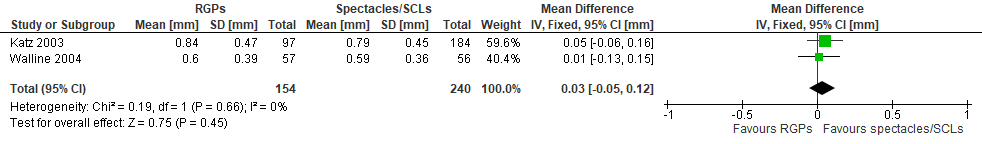 RGPs Spectacles/SCLs Mean Difference Mean Difference
Study or Subgroup Mean [mm] SD [mm] Total Mean [mm] SD [mm] Total Weight IV, Fixed, 95% CI [mm] IV, Fixed, 95% CI [mm]
Katz 2003 0.84 0.47 97 0.79 0.45 184 59.6% 0.05 [-0.06, 0.16]
Walline 2004 0.6 0.39 57 0.59 0.36 56 40.4% 0.01 [-0.13, 0.15]
Total (95% CI) 154 240 100.0% 0.03 [-0.05, 0.12]
Heterogeneity: Chi² = 0.19, df = 1 (P = 0.66); I² = 0%
Test for overall effect: Z = 0.75 (P = 0.45)
-1 -0.5 0 0.5 1
Favours RGPs Favours spectacles/SCLs